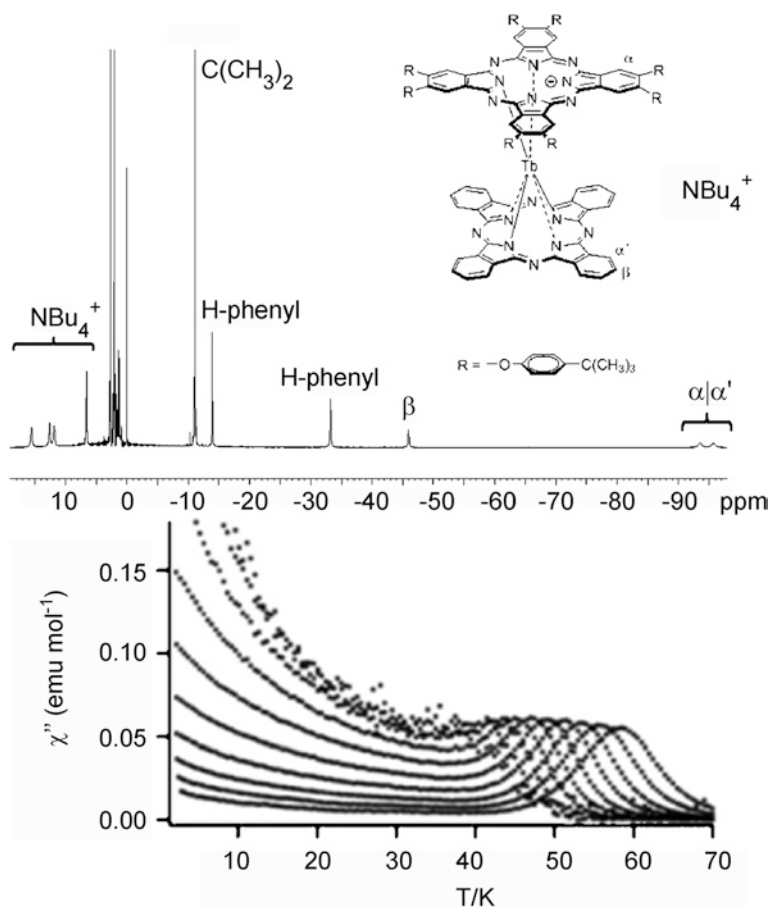 C(CH₃)₂
NBu₄⁺
H-phenyl
H-phenyl
β
α|α'
10 0 -10 -20 -30 -40 -50 -60 -70 -80 -90 ppm
R R
R α R
N N N
N N ⊖ N
R N N N R
R R
Tb
N N N
N N N
N α'
β
NBu₄⁺
R = —O— —C(CH₃)₃
χ" (emu mol⁻¹)
0.15
0.10
0.05
0.00
10 20 30 40 50 60 70
T/K